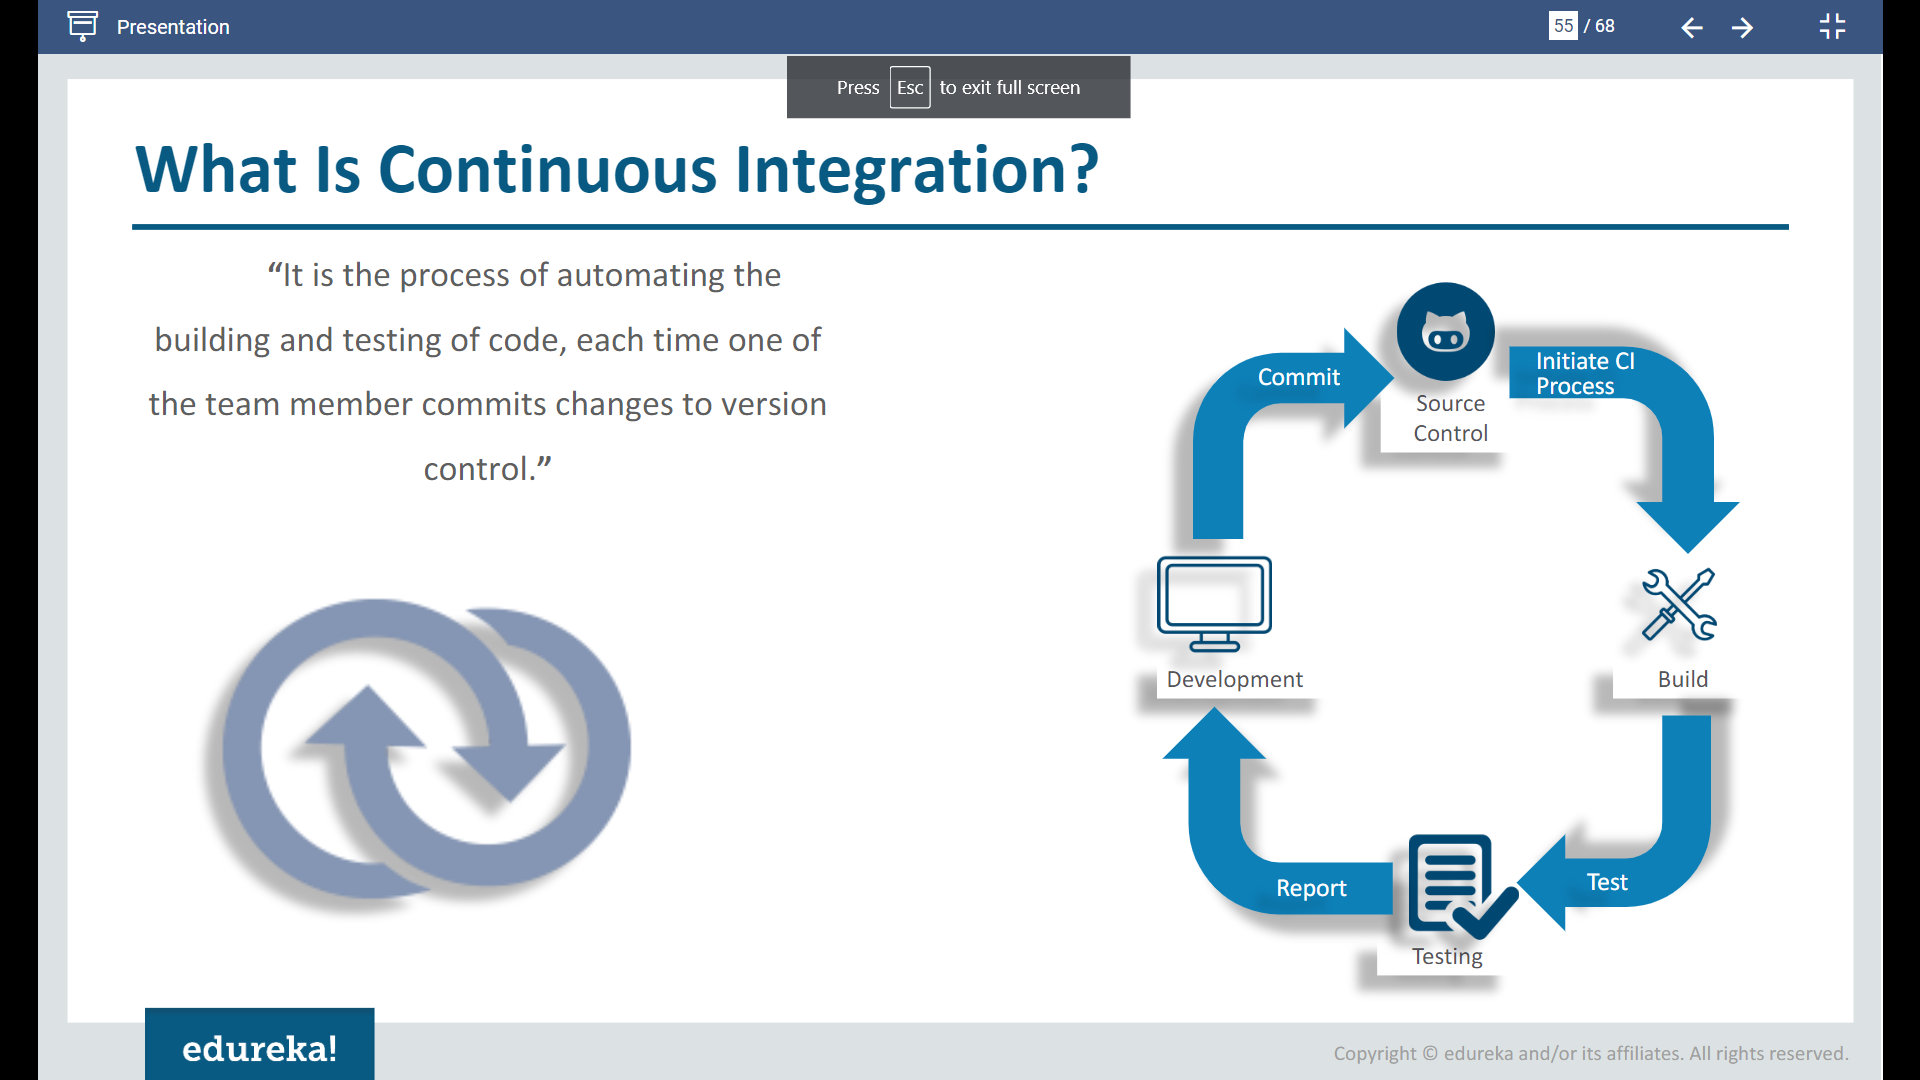 Presentation
55 / 68
Press Esc to exit full screen
What Is Continuous Integration?
“It is the process of automating the
building and testing of code, each time one of
the team member commits changes to version
control.”
Commit
Source
Control
Initiate CI
Process
Development
Build
Report
Test
Testing
edureka!
Copyright © edureka and/or its affiliates. All rights reserved.